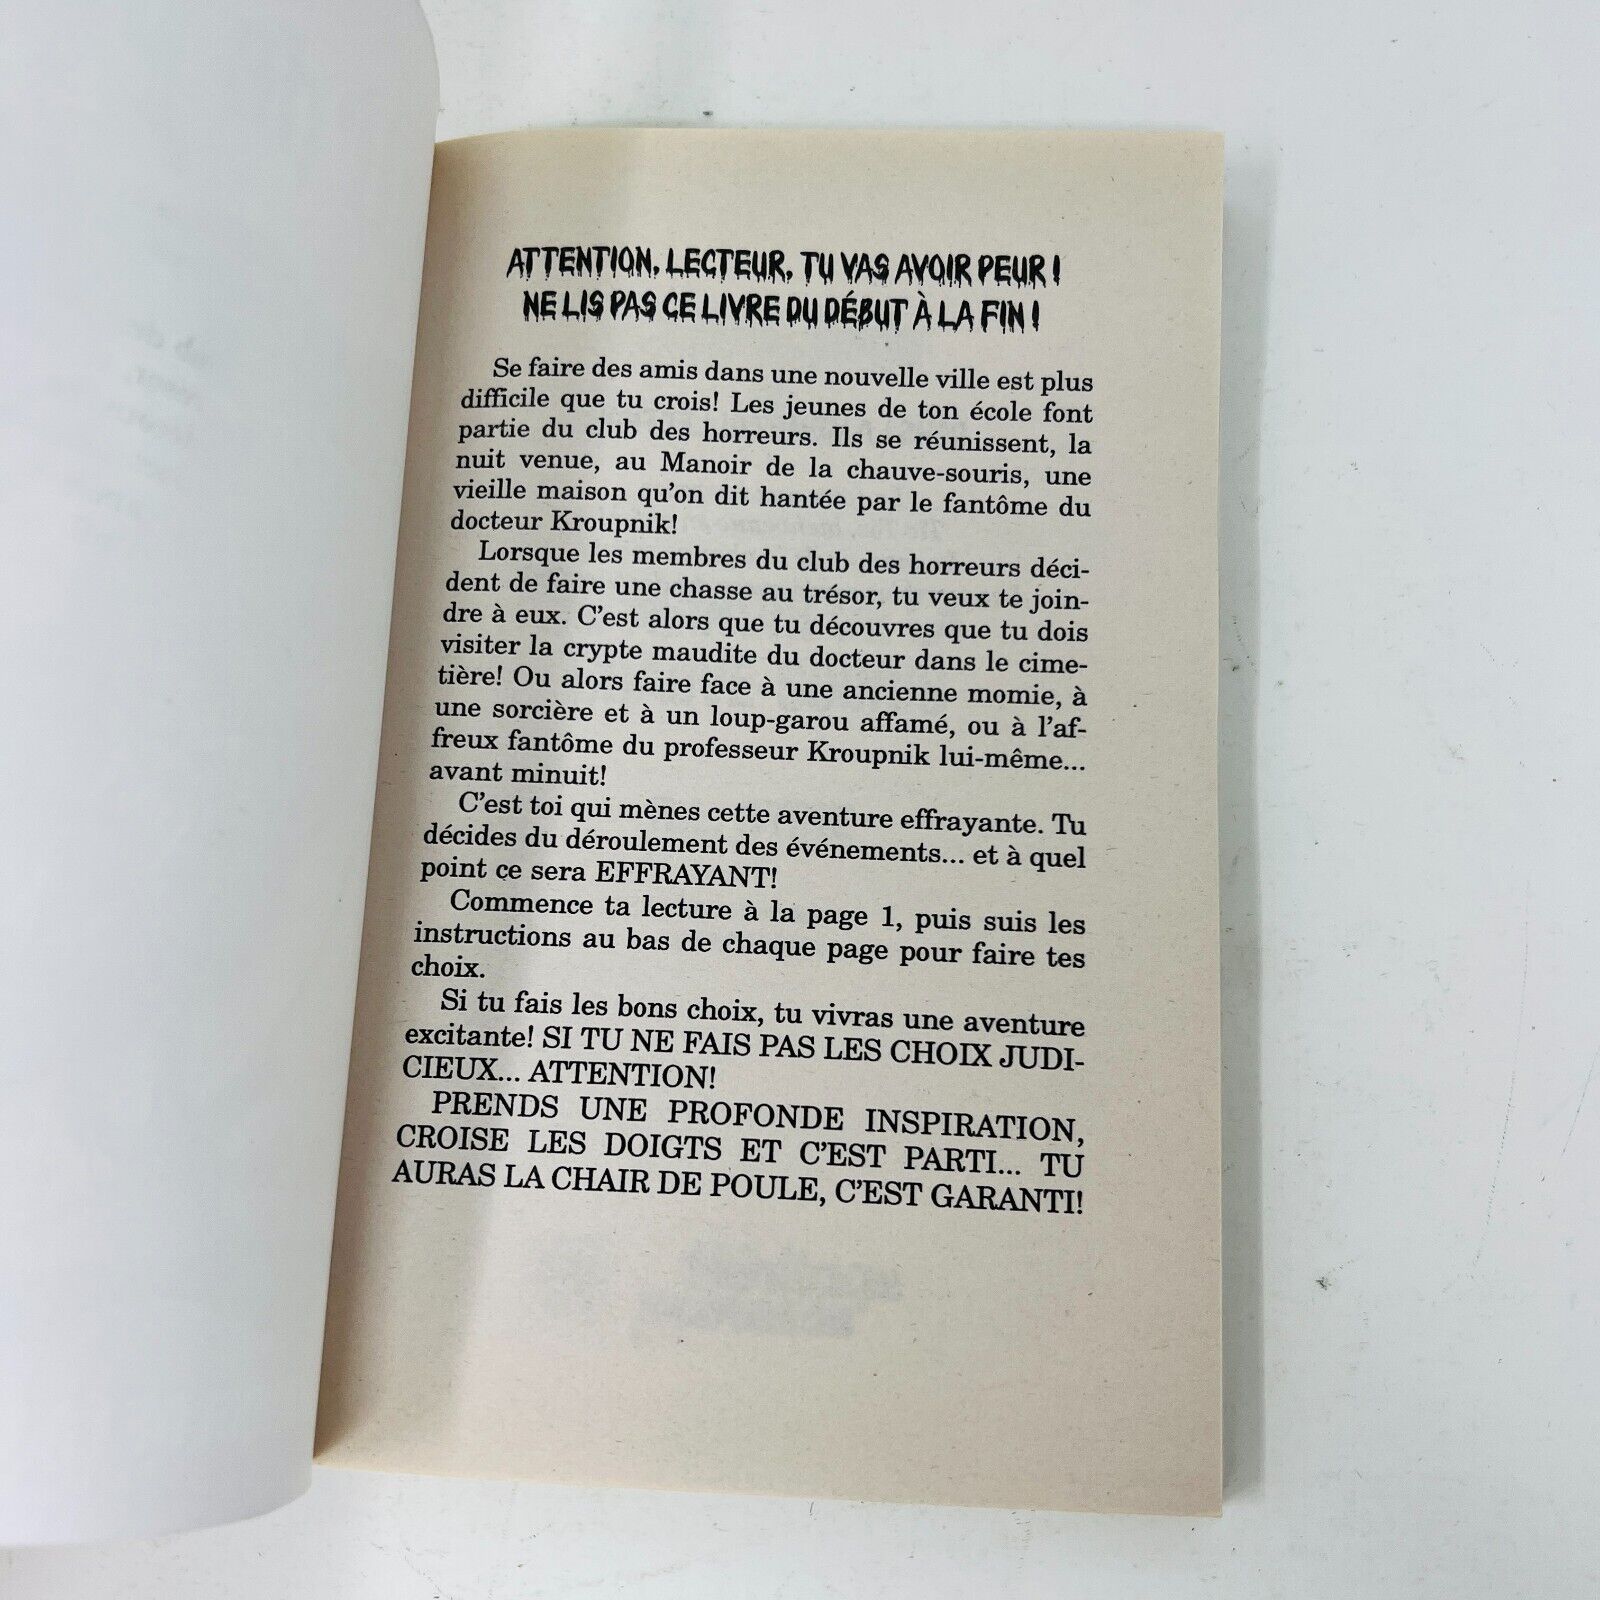 ATTENTION, LECTEUR, TU VAS AVOIR PEUR !
NE LIS PAS CE LIVRE DU DÉBUT À LA FIN !
Se faire des amis dans une nouvelle ville est plus
difficile que tu crois! Les jeunes de ton école font
partie du club des horreurs. Ils se réunissent, la
nuit venue, au Manoir de la chauve-souris, une
vieille maison qu'on dit hantée par le fantôme du
docteur Kroupnik!
Lorsque les membres du club des horreurs déci-
dent de faire une chasse au trésor, tu veux te join-
dre à eux. C'est alors que tu découvres que tu dois
visiter la crypte maudite du docteur dans le cime-
tière! Ou alors faire face à une ancienne momie, à
une sorcière et à un loup-garou affamé, ou à l'af-
freux fantôme du professeur Kroupnik lui-même...
avant minuit!
C'est toi qui mènes cette aventure effrayante. Tu
décides du déroulement des événements... et à quel
point ce sera EFFRAYANT!
Commence ta lecture à la page 1, puis suis les
instructions au bas de chaque page pour faire tes
choix.
Si tu fais les bons choix, tu vivras une aventure
excitante! SI TU NE FAIS PAS LES CHOIX JUDI-
CIEUX... ATTENTION!
PRENDS UNE PROFONDE INSPIRATION,
CROISE LES DOIGTS ET C'EST PARTI... TU
AURAS LA CHAIR DE POULE, C'EST GARANTI!